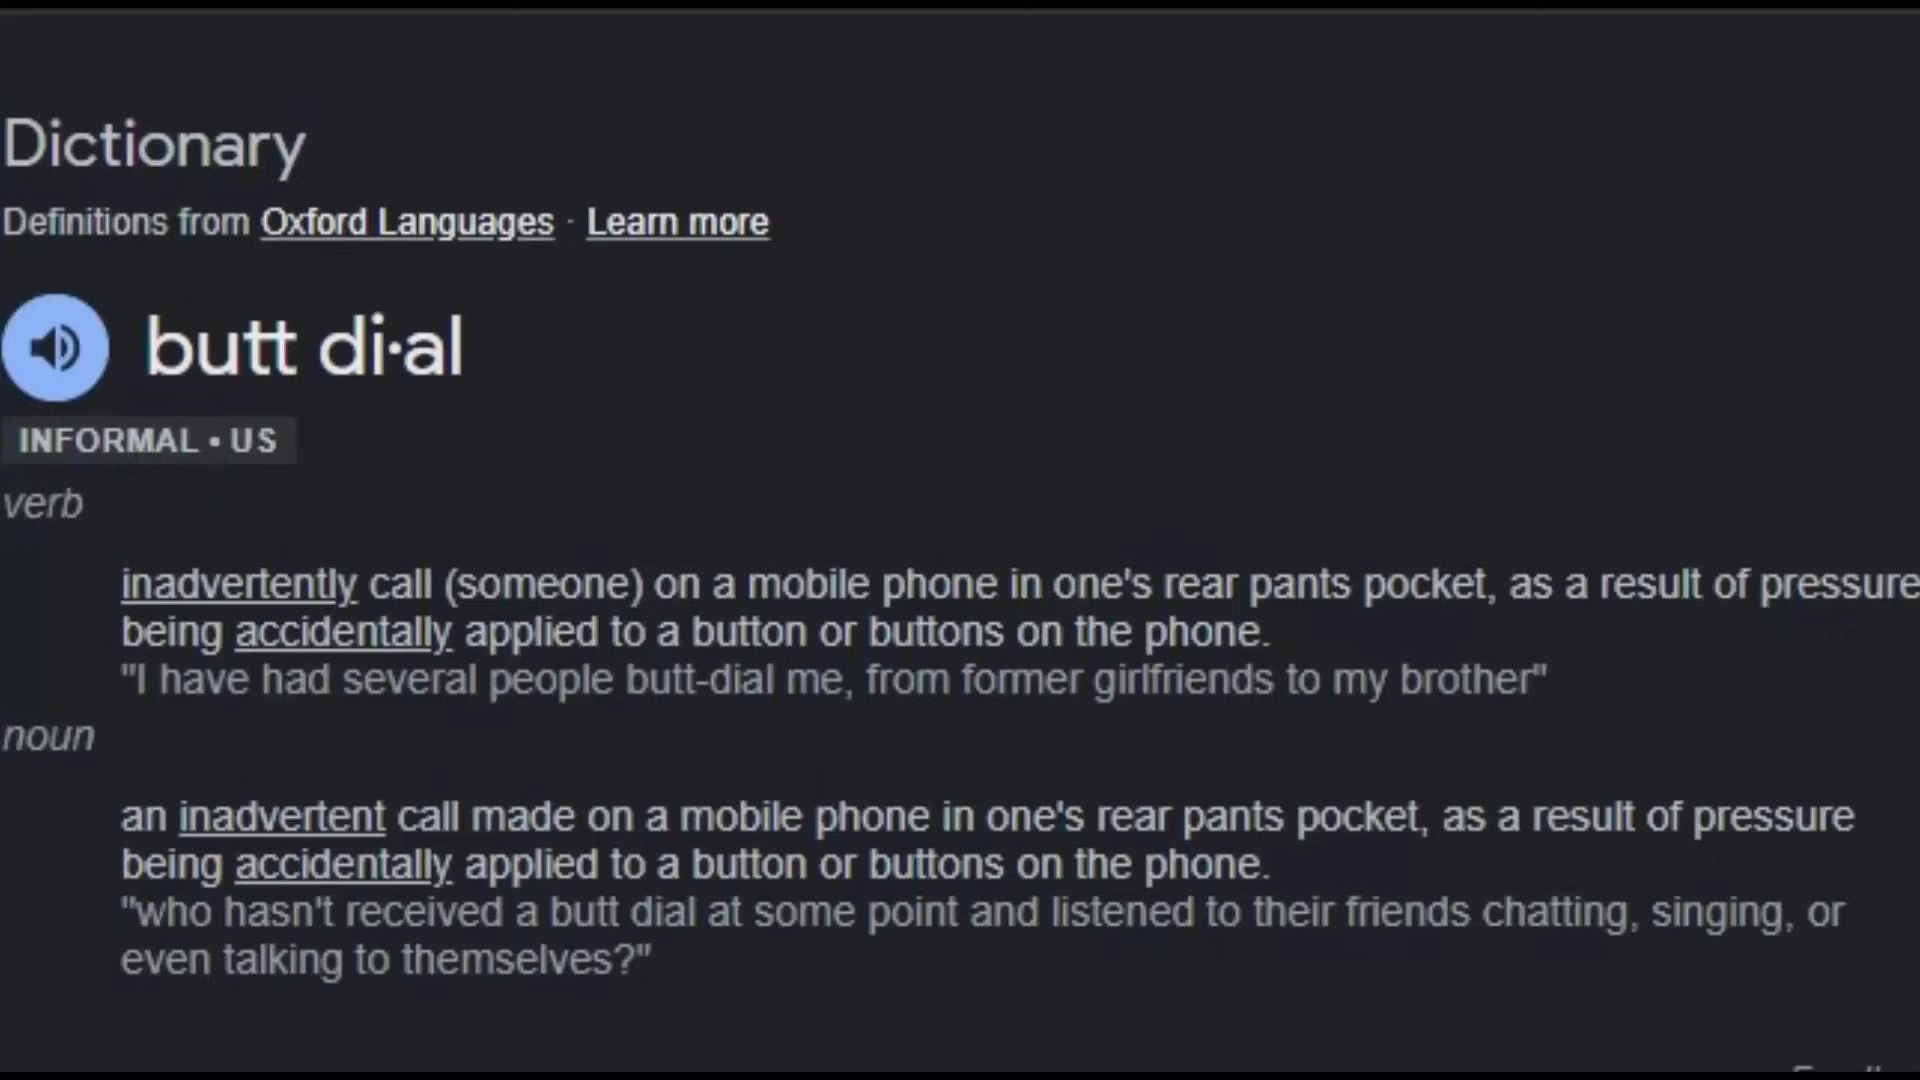 Dictionary
Definitions from Oxford Languages · Learn more
butt di·al
INFORMAL • US
verb
inadvertently call (someone) on a mobile phone in one's rear pants pocket, as a result of pressure
being accidentally applied to a button or buttons on the phone.
"I have had several people butt-dial me, from former girlfriends to my brother"
noun
an inadvertent call made on a mobile phone in one's rear pants pocket, as a result of pressure
being accidentally applied to a button or buttons on the phone.
"who hasn't received a butt dial at some point and listened to their friends chatting, singing, or
even talking to themselves?"